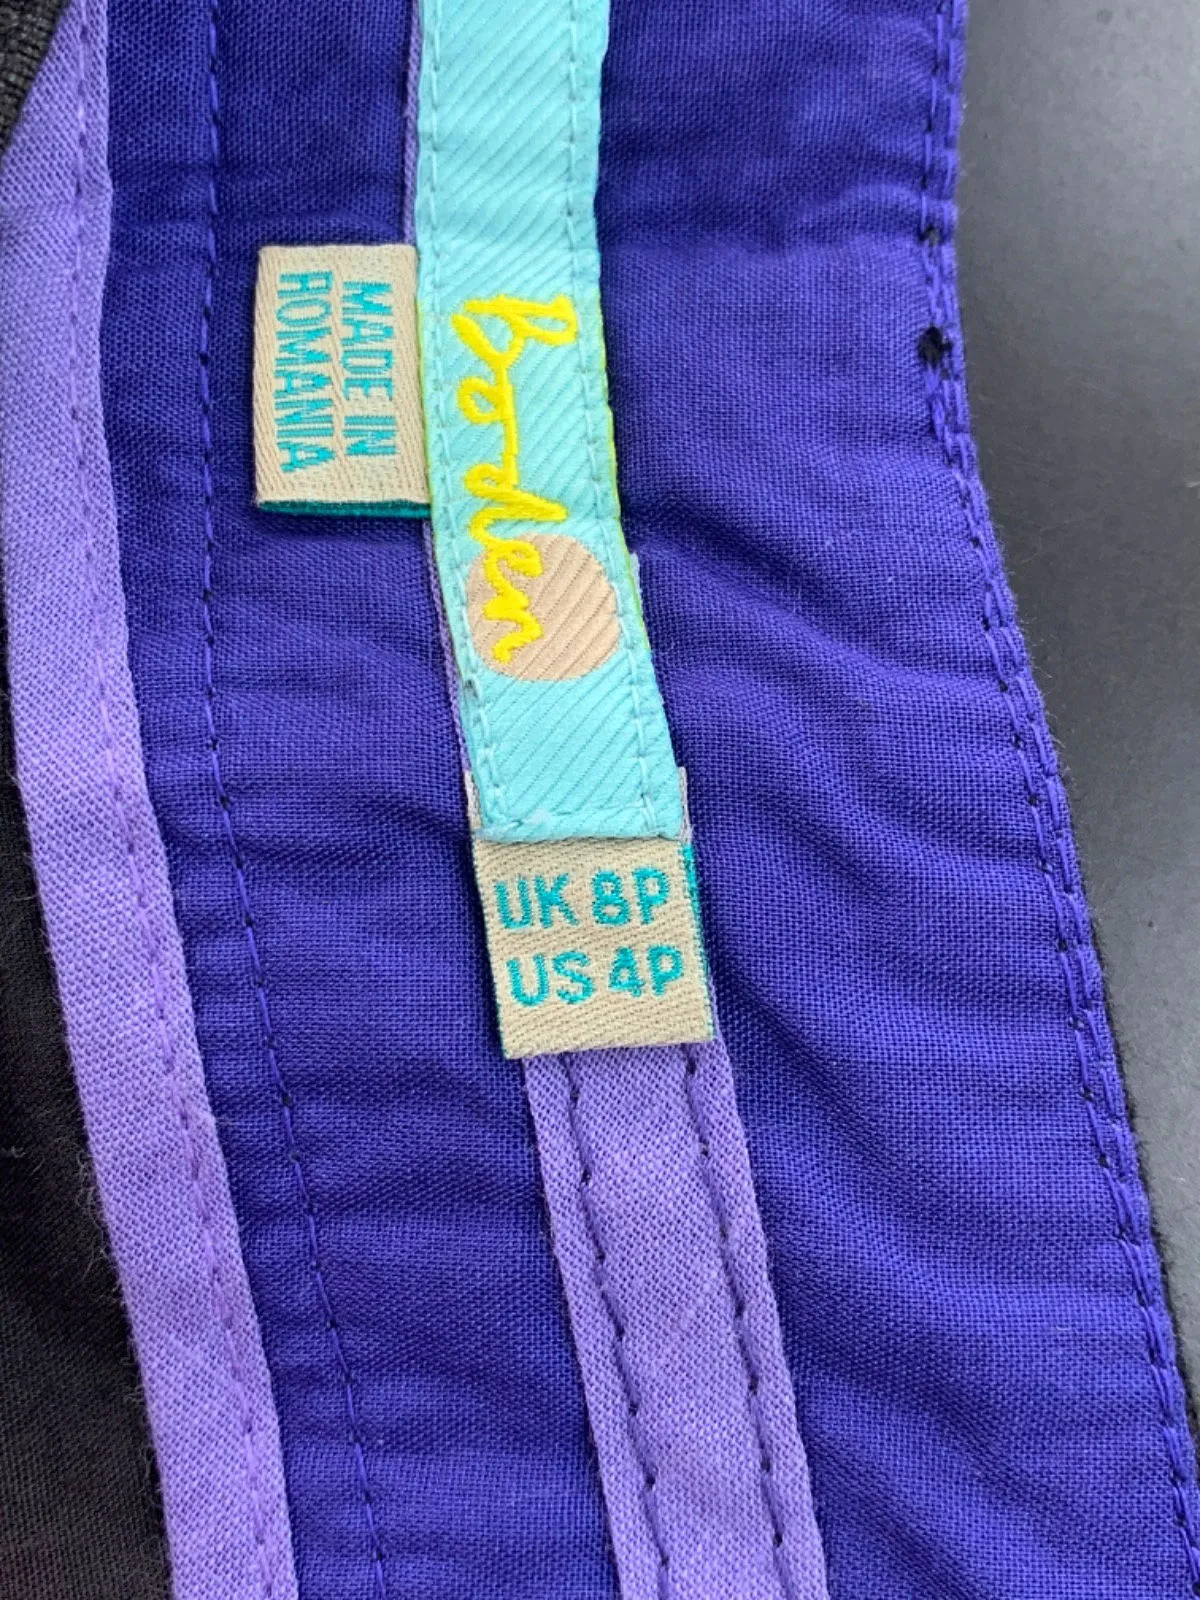 MADE IN
ROMANIA
Boden
UK 8P
US 4P